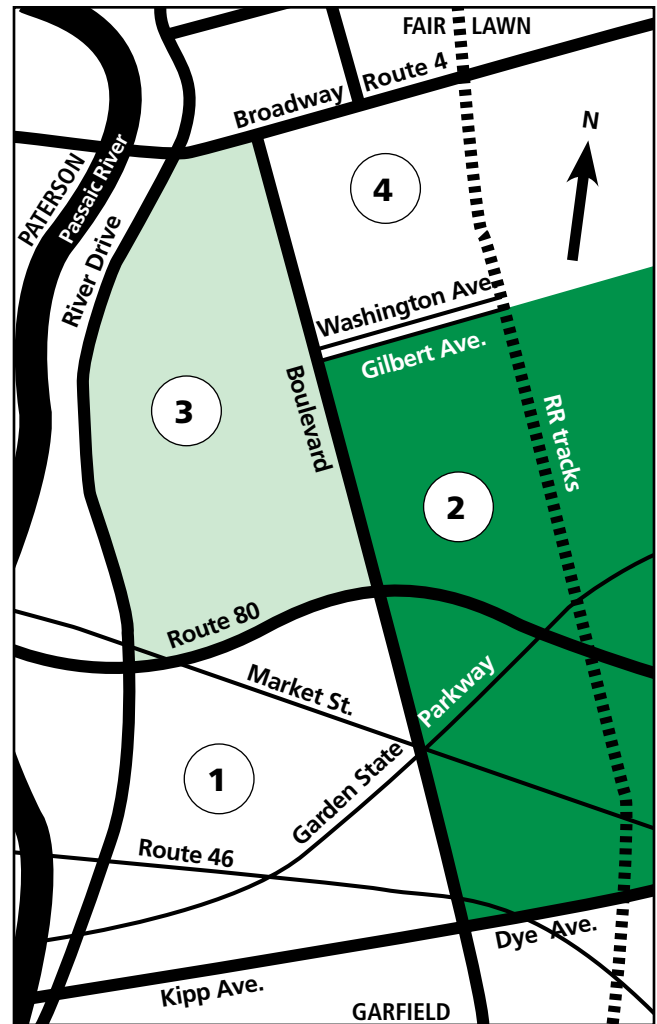 FAIR LAWN
Route 4
Broadway
N
4
PATERSON
Passaic River
River Drive
Washington Ave.
Gilbert Ave.
Boulevard
3
RR tracks
2
Route 80
Market St.
Parkway
Garden State
1
Route 46
Dye Ave.
Kipp Ave.
GARFIELD